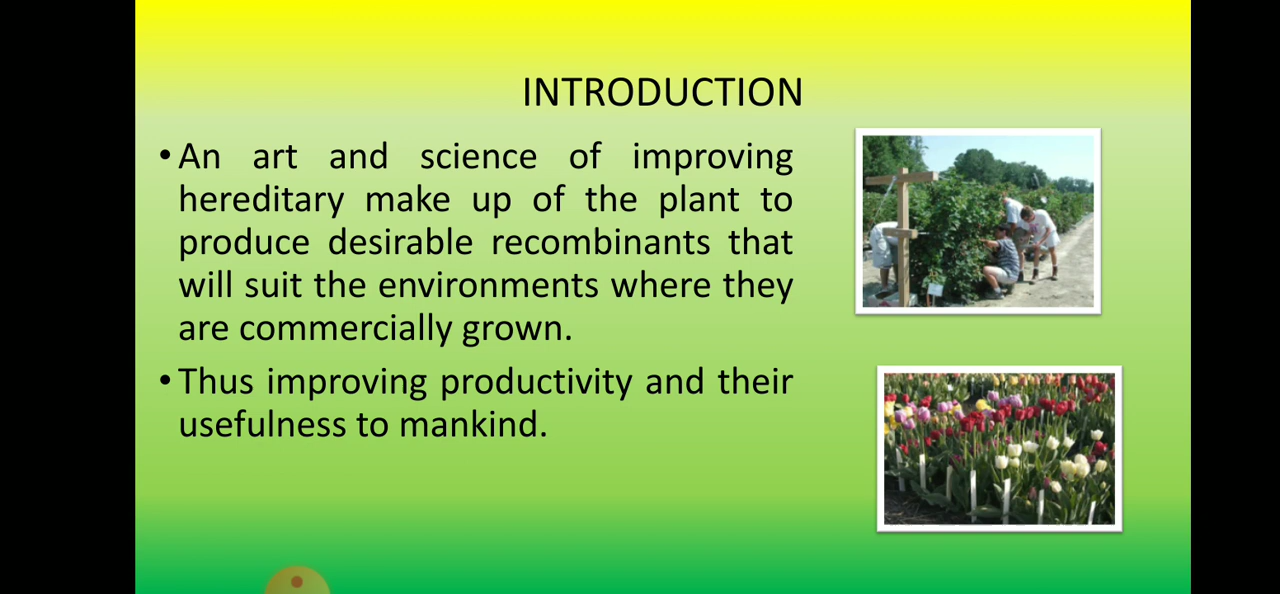 INTRODUCTION
• An art and science of improving
hereditary make up of the plant to
produce desirable recombinants that
will suit the environments where they
are commercially grown.
• Thus improving productivity and their
usefulness to mankind.